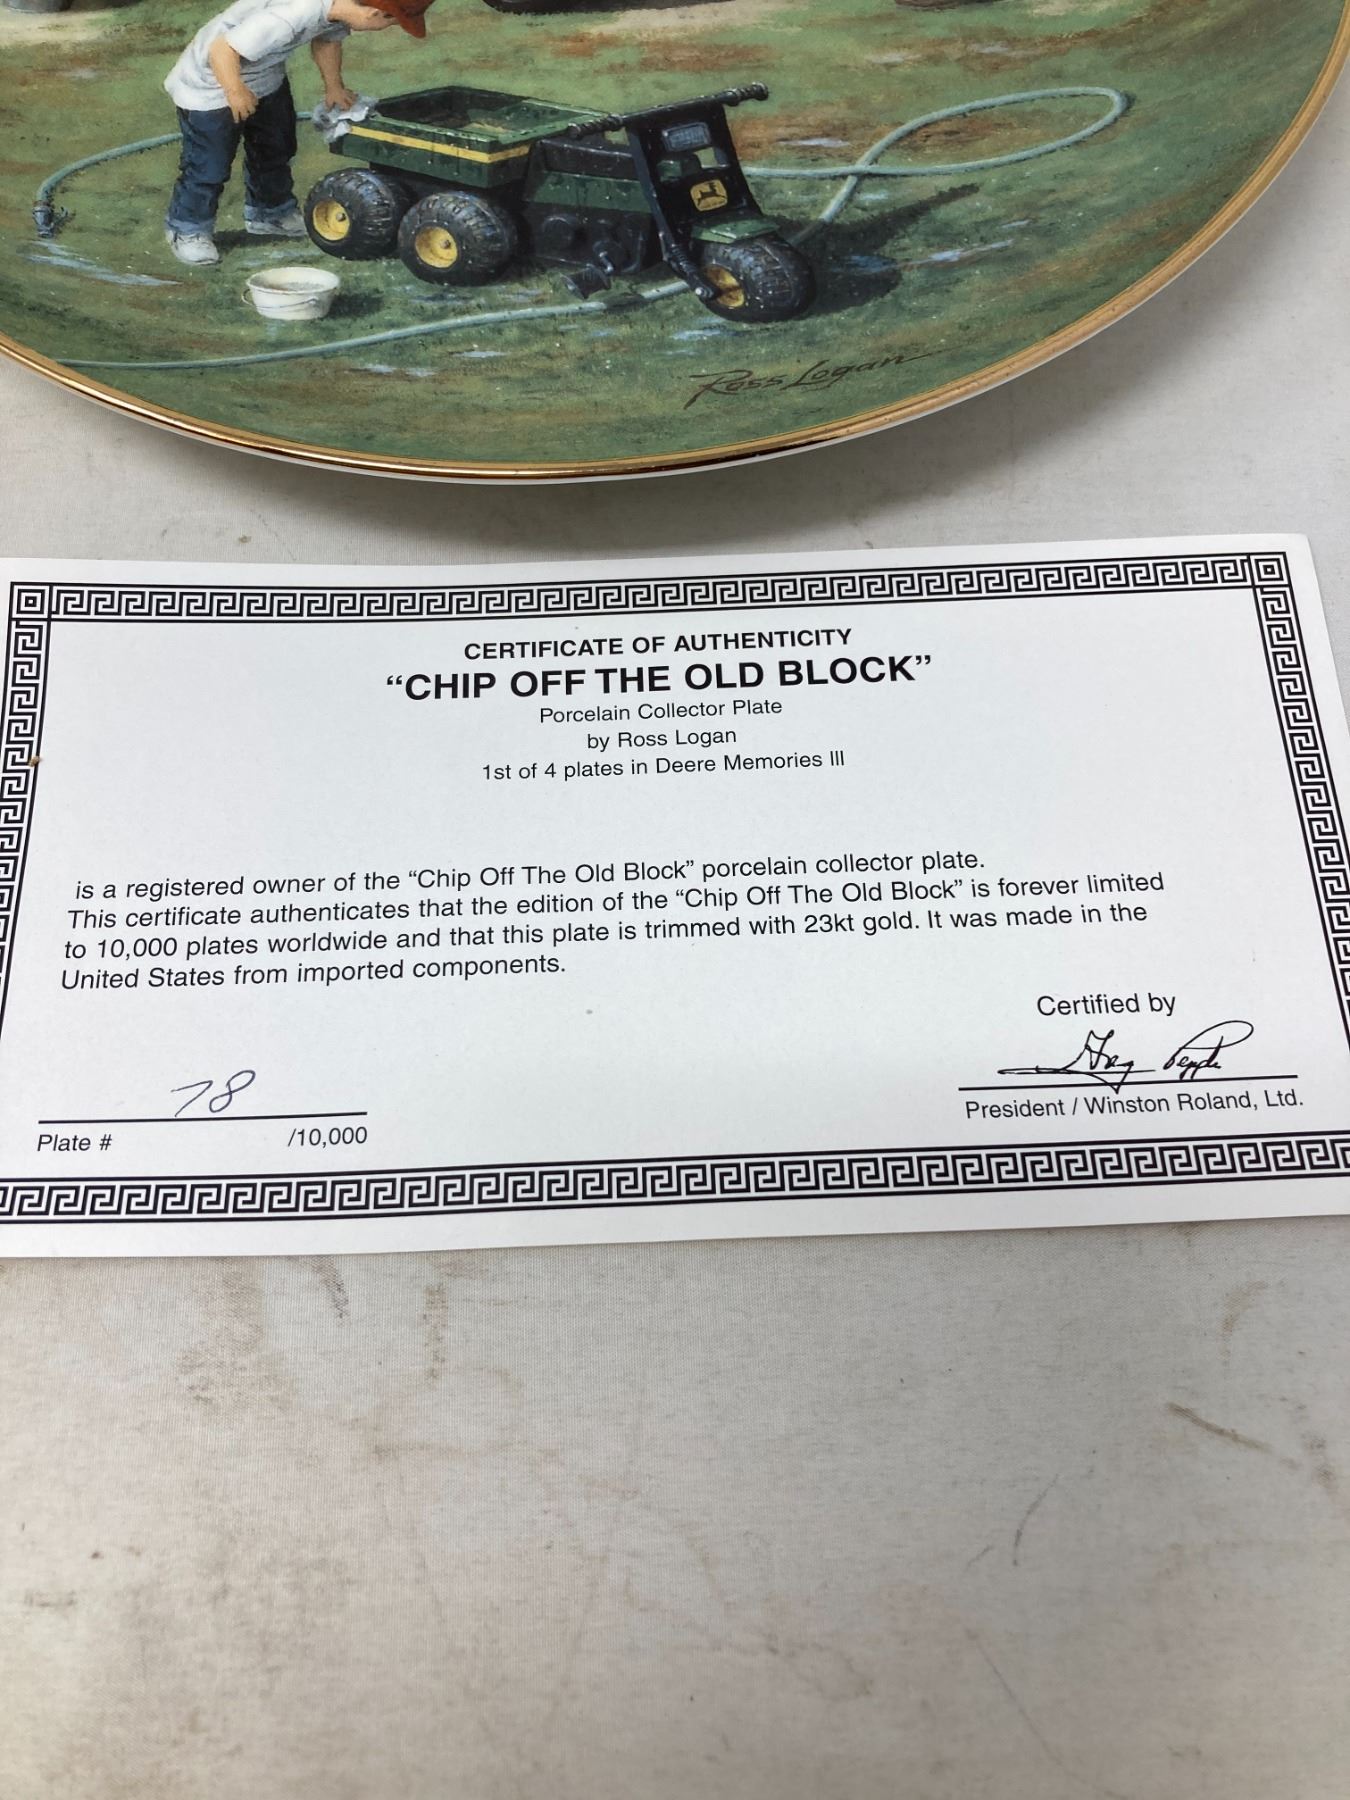 Ross Logan
CERTIFICATE OF AUTHENTICITY
“CHIP OFF THE OLD BLOCK”
Porcelain Collector Plate
by Ross Logan
1st of 4 plates in Deere Memories III
is a registered owner of the “Chip Off The Old Block” porcelain collector plate.
This certificate authenticates that the edition of the “Chip Off The Old Block” is forever limited
to 10,000 plates worldwide and that this plate is trimmed with 23kt gold. It was made in the
United States from imported components.
Certified by
78
President / Winston Roland, Ltd.
Plate # /10,000